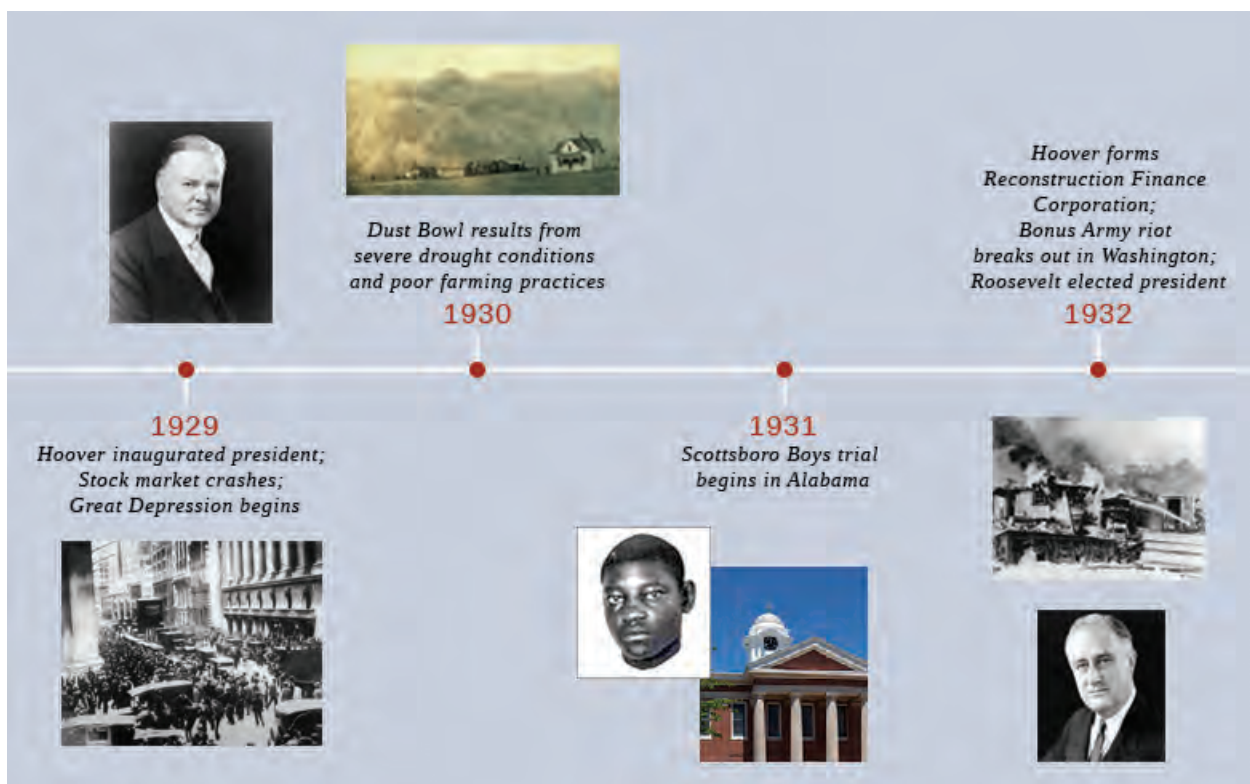 1929
Hoover inaugurated president;
Stock market crashes;
Great Depression begins
Dust Bowl results from
severe drought conditions
and poor farming practices
1930
1931
Scottsboro Boys trial
begins in Alabama
Hoover forms
Reconstruction Finance
Corporation;
Bonus Army riot
breaks out in Washington;
Roosevelt elected president
1932